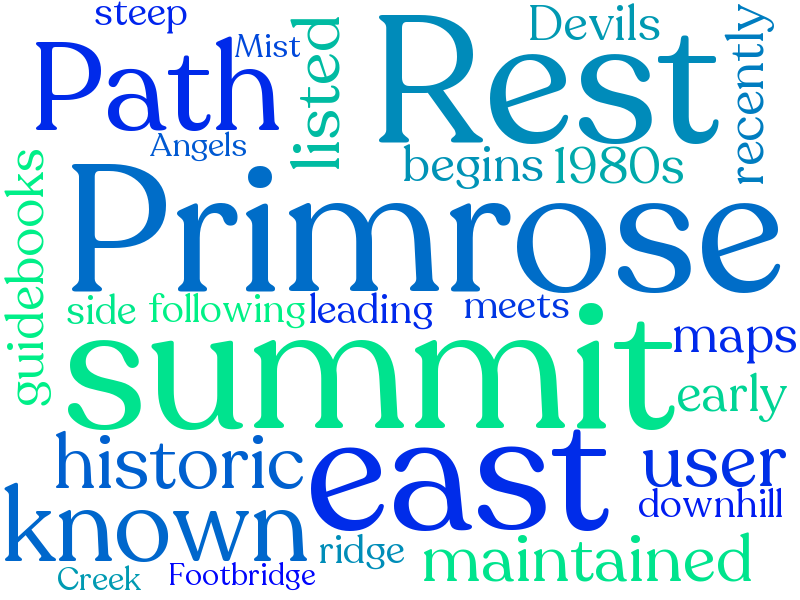 steep
Path
Mist
listed
Rest
Devils
recently
Angels
begins
1980s
guidebooks
Primrose
side
following
leading
meets
summit
maps
early
historic
east
user
known
downhill
ridge
maintained
Creek
Footbridge